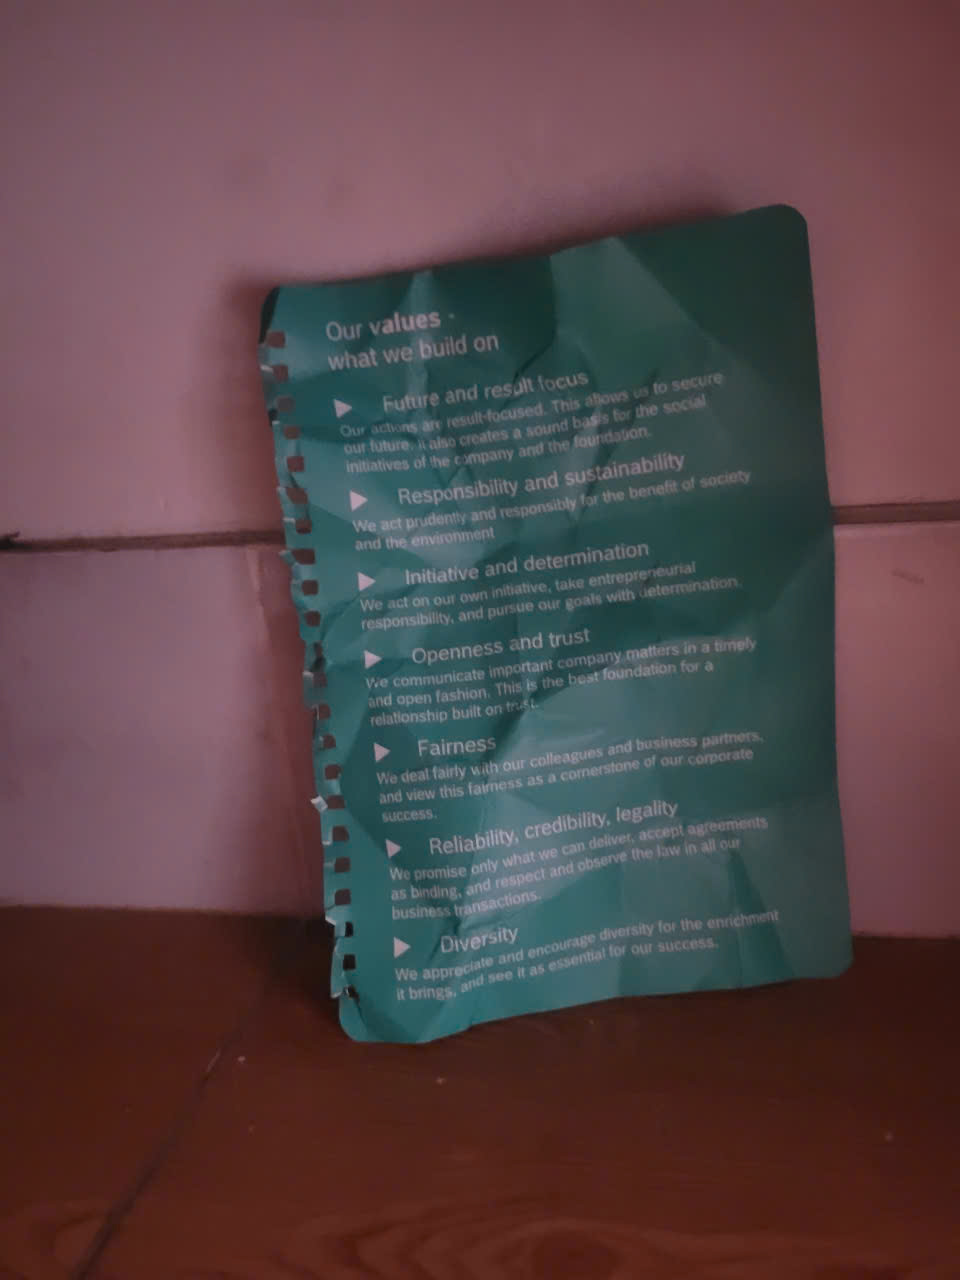 Our values -
what we build on
Future and result focus
Our actions are result-focused. This allows us to secure
our future. It also creates a sound basis for the social
initiatives of the company and the foundation.
Responsibility and sustainability
We act prudently and responsibly for the benefit of society
and the environment
Initiative and determination
We act on our own initiative, take entrepreneurial
responsibility, and pursue our goals with determination.
Openness and trust
We communicate important company matters in a timely
and open fashion. This is the best foundation for a
relationship built on trust.
Fairness
We deal fairly with our colleagues and business partners,
and view this fairness as a cornerstone of our corporate
success.
Reliability, credibility, legality
We promise only what we can deliver, accept agreements
as binding, and respect and observe the law in all our
business transactions.
Diversity
We appreciate and encourage diversity for the enrichment
it brings, and see it as essential for our success.